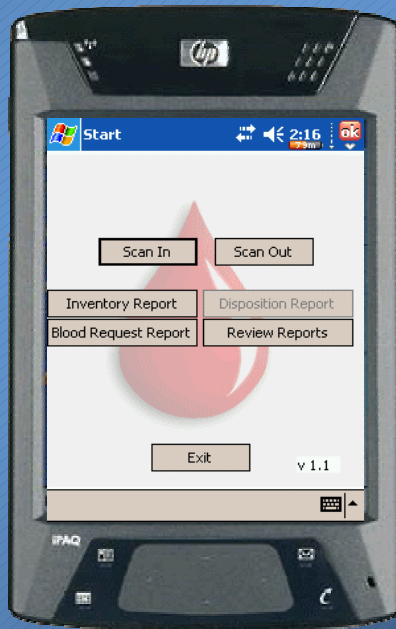 hp
Start 2:16 ok
79m
Scan In Scan Out
Inventory Report Disposition Report
Blood Request Report Review Reports
Exit
v 1.1
iPAQ